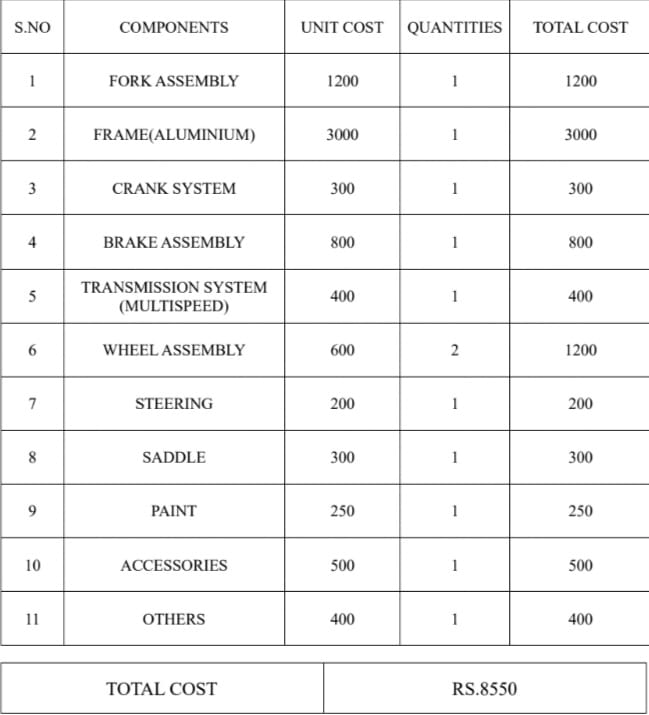 S.NO COMPONENTS UNIT COST QUANTITIES TOTAL COST
1 FORK ASSEMBLY 1200 1 1200
2 FRAME(ALUMINIUM) 3000 1 3000
3 CRANK SYSTEM 300 1 300
4 BRAKE ASSEMBLY 800 1 800
5 TRANSMISSION SYSTEM (MULTISPEED) 400 1 400
6 WHEEL ASSEMBLY 600 2 1200
7 STEERING 200 1 200
8 SADDLE 300 1 300
9 PAINT 250 1 250
10 ACCESSORIES 500 1 500
11 OTHERS 400 1 400
TOTAL COST RS.8550